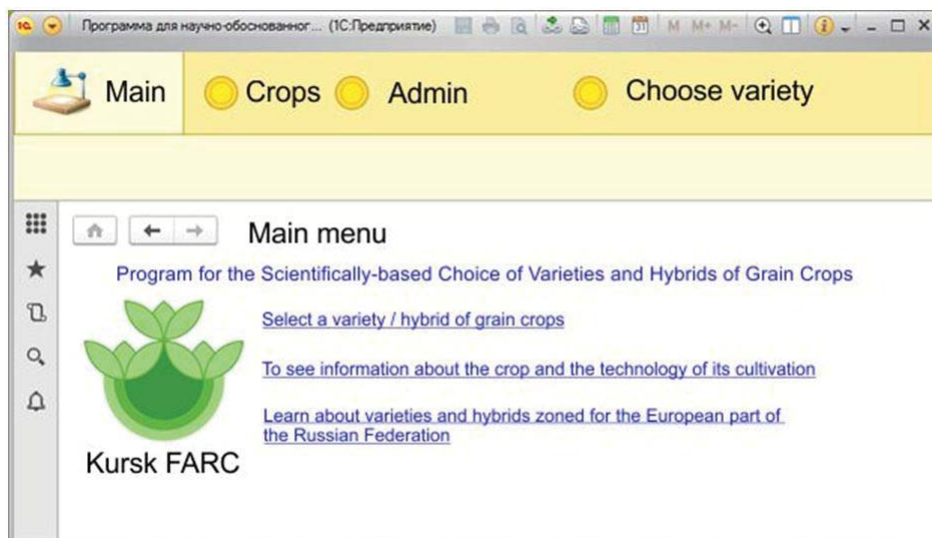 1С Программа для научно-обоснованног... (1С:Предприятие) 31 M M+ M-
Main Crops Admin Choose variety
Main menu
Program for the Scientifically-based Choice of Varieties and Hybrids of Grain Crops
Select a variety / hybrid of grain crops
To see information about the crop and the technology of its cultivation
Learn about varieties and hybrids zoned for the European part of
the Russian Federation
Kursk FARC